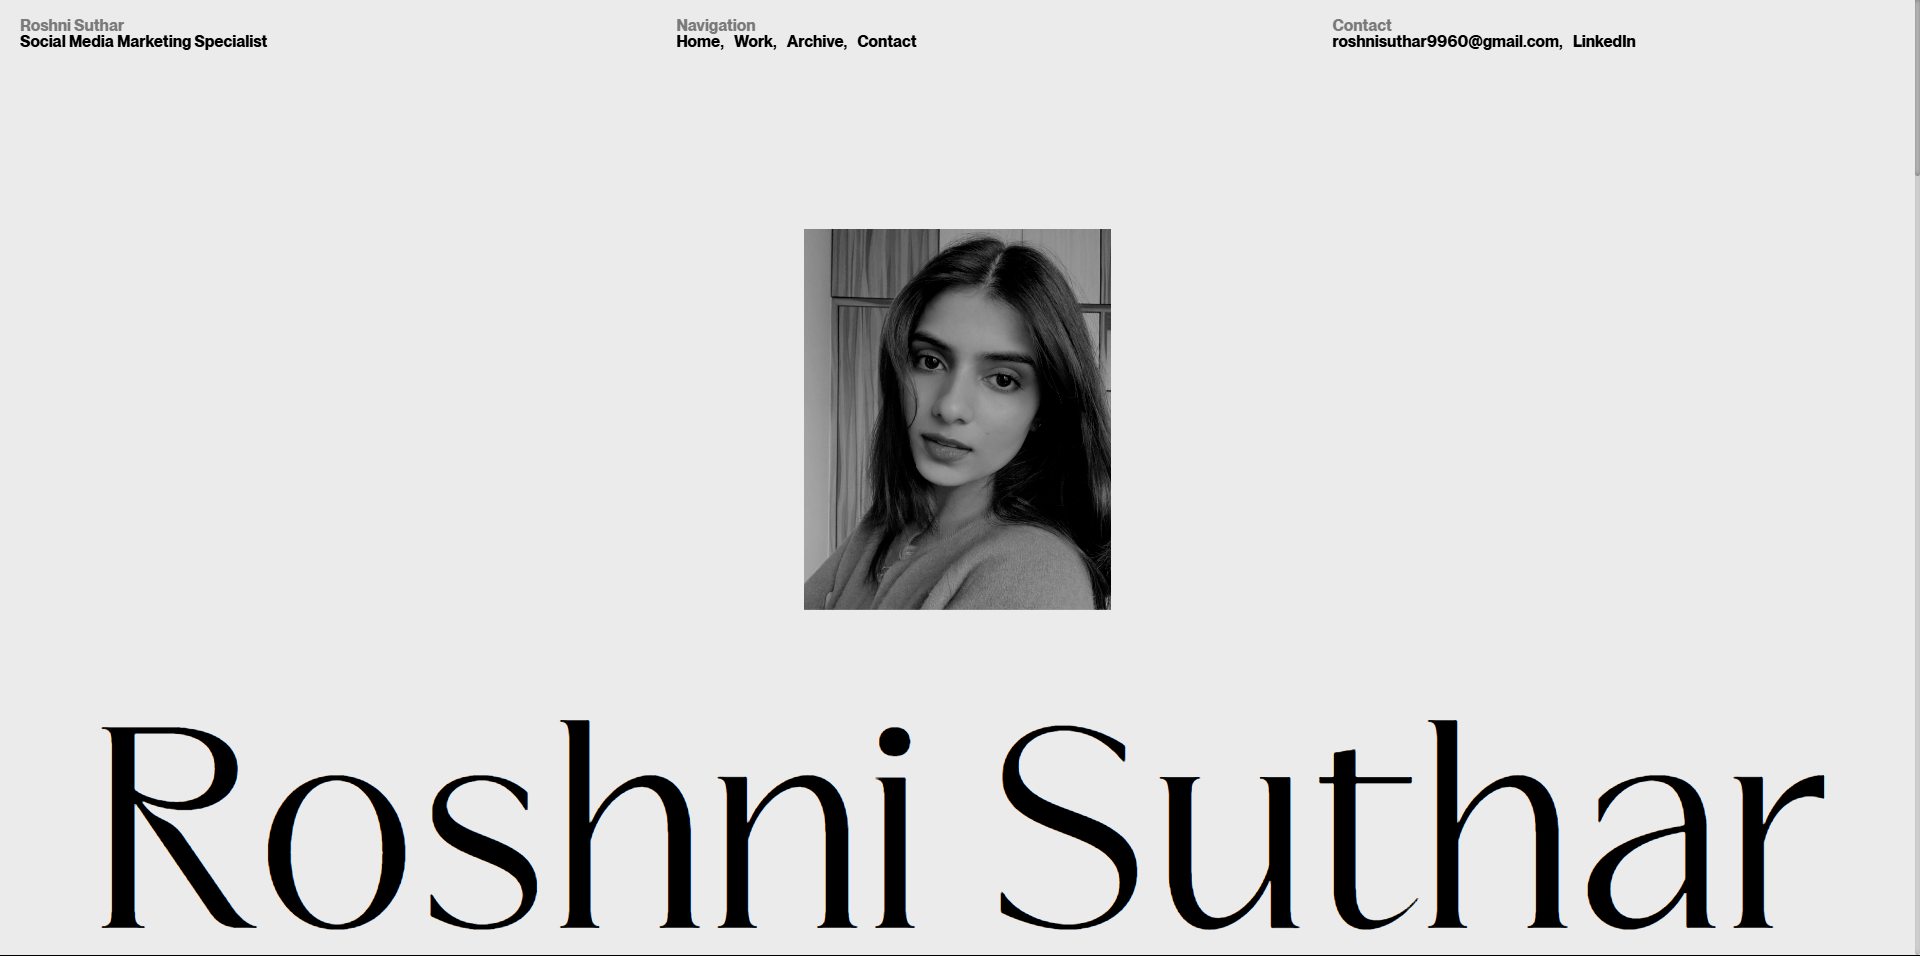 Roshni Suthar
Social Media Marketing Specialist
Navigation
Home, Work, Archive, Contact
Contact
roshnisuthar9960@gmail.com, LinkedIn
Roshni Suthar